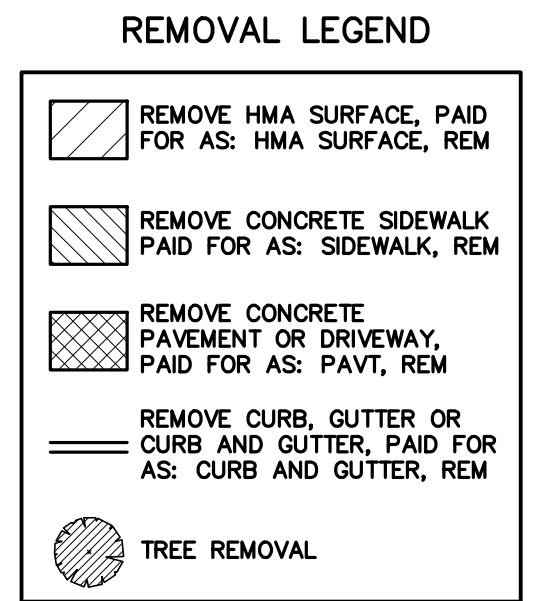 REMOVAL LEGEND
REMOVE HMA SURFACE, PAID
FOR AS: HMA SURFACE, REM
REMOVE CONCRETE SIDEWALK
PAID FOR AS: SIDEWALK, REM
REMOVE CONCRETE
PAVEMENT OR DRIVEWAY,
PAID FOR AS: PAVT, REM
REMOVE CURB, GUTTER OR
CURB AND GUTTER, PAID FOR
AS: CURB AND GUTTER, REM
TREE REMOVAL